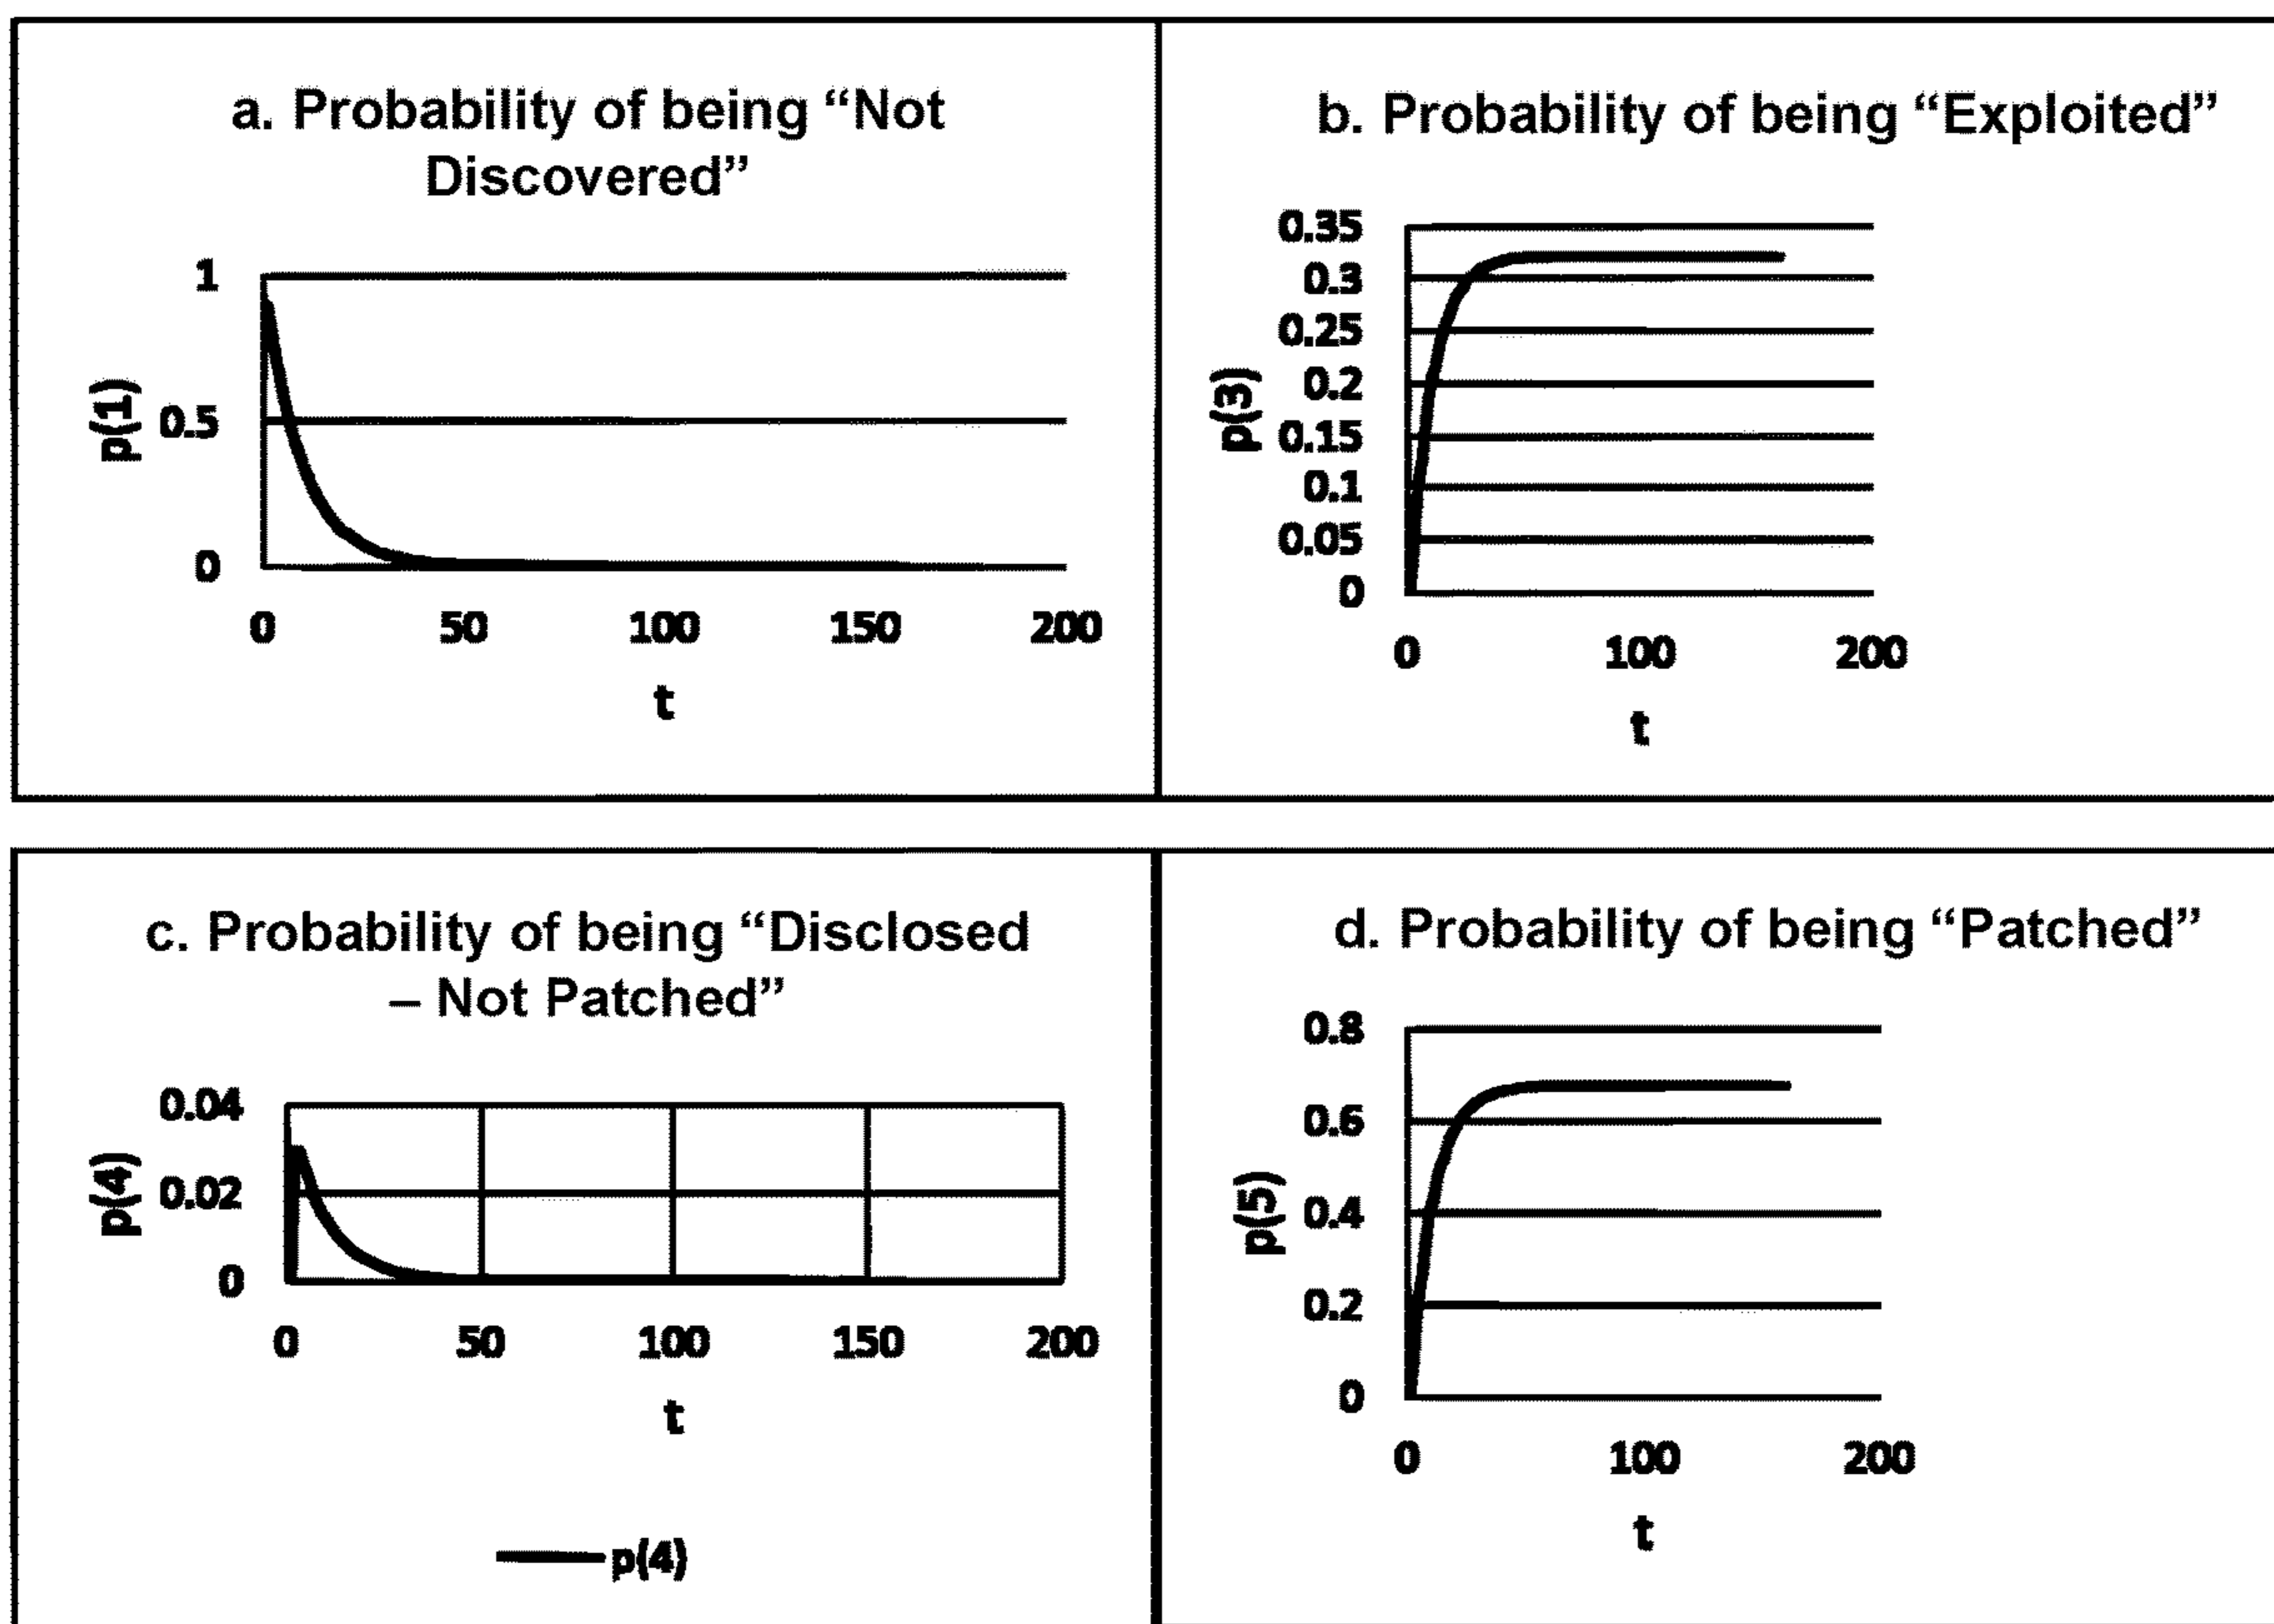 a. Probability of being “Not
Discovered”
1
0.5
0
p(1)
0 50 100 150 200
t
b. Probability of being “Exploited”
0.35
0.3
0.25
0.2
0.15
0.1
0.05
0
p(3)
0 100 200
t
c. Probability of being “Disclosed
– Not Patched”
0.04
0.02
0
p(4)
0 50 100 150 200
t
p(4)
d. Probability of being “Patched”
0.8
0.6
0.4
0.2
0
p(5)
0 100 200
t